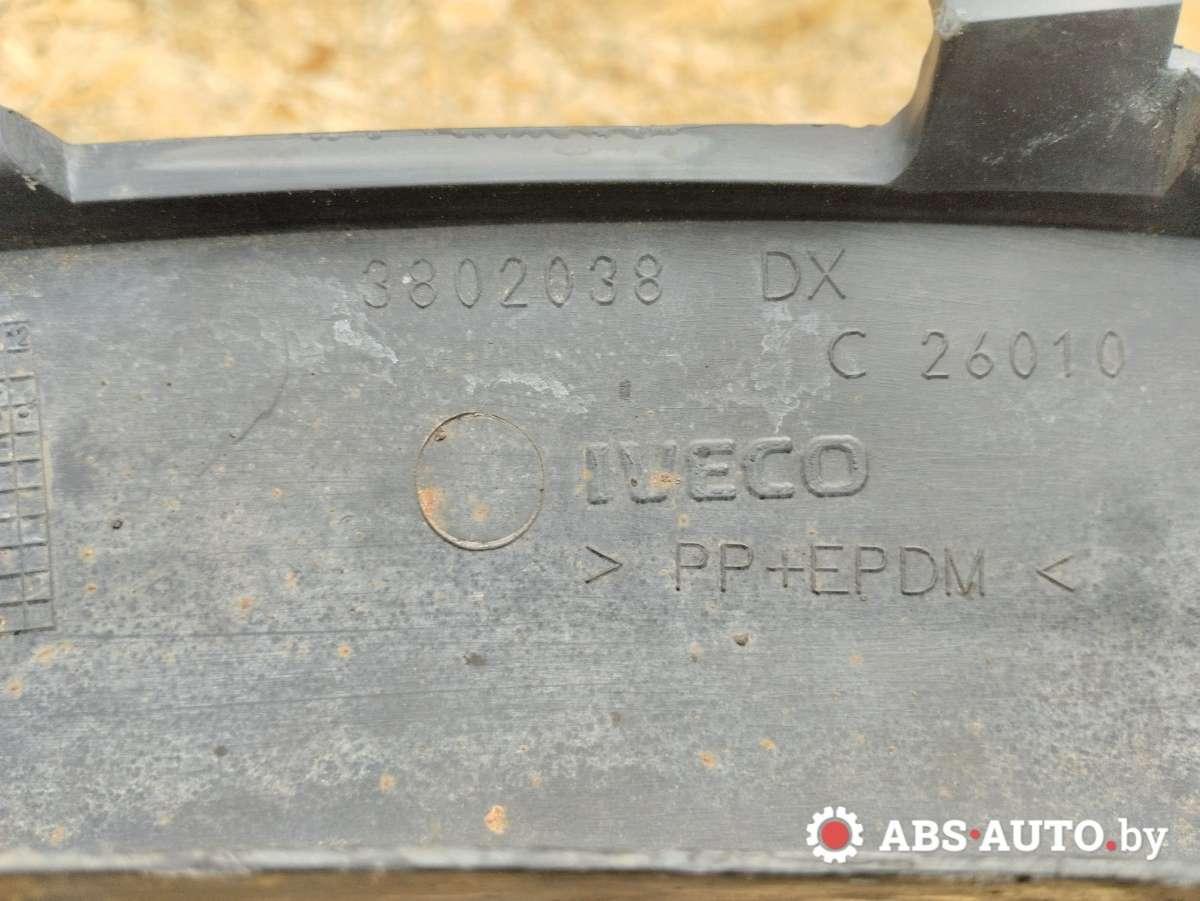 3802038 DX
C 26010
IVECO
> PP+EPDM <
ABS·AUTO.by